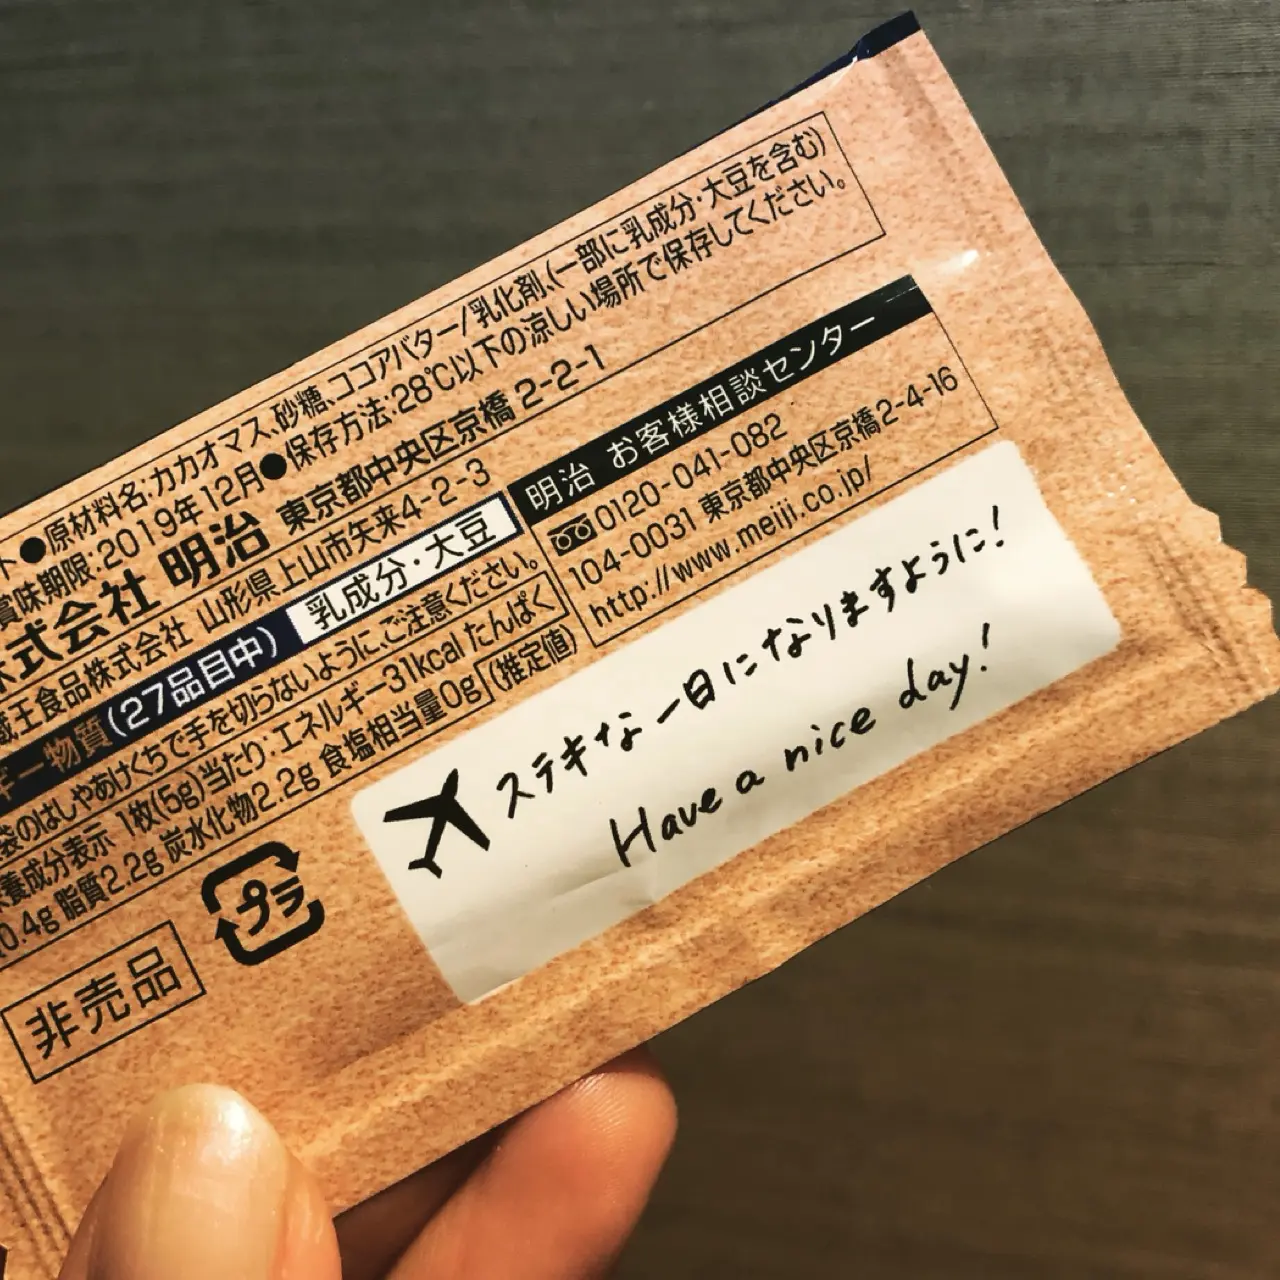 ト ●原材料名:カカオマス、砂糖、ココアバター/乳化剤、(一部に乳成分・大豆を含む)
賞味期限:2019年12月●保存方法:28℃以下の涼しい場所で保存してください。
株式会社 明治 東京都中央区京橋2-2-1
蔵王食品株式会社 山形県上山市矢来4-2-3
ギー物質(27品目中) 乳成分・大豆
袋のはしやあけくちで手を切らないように、ご注意ください。
栄養成分表示 1枚(5g)当たり:エネルギー31kcal たんぱく
0.4g 脂質2.2g 炭水化物2.2g 食塩相当量0g (推定値)
明治 お客様相談センター
0120-041-082
104-0031 東京都中央区京橋2-4-16
http://www.meiji.co.jp/
非売品
プラ
ステキな一日になりますように!
Have a nice day!